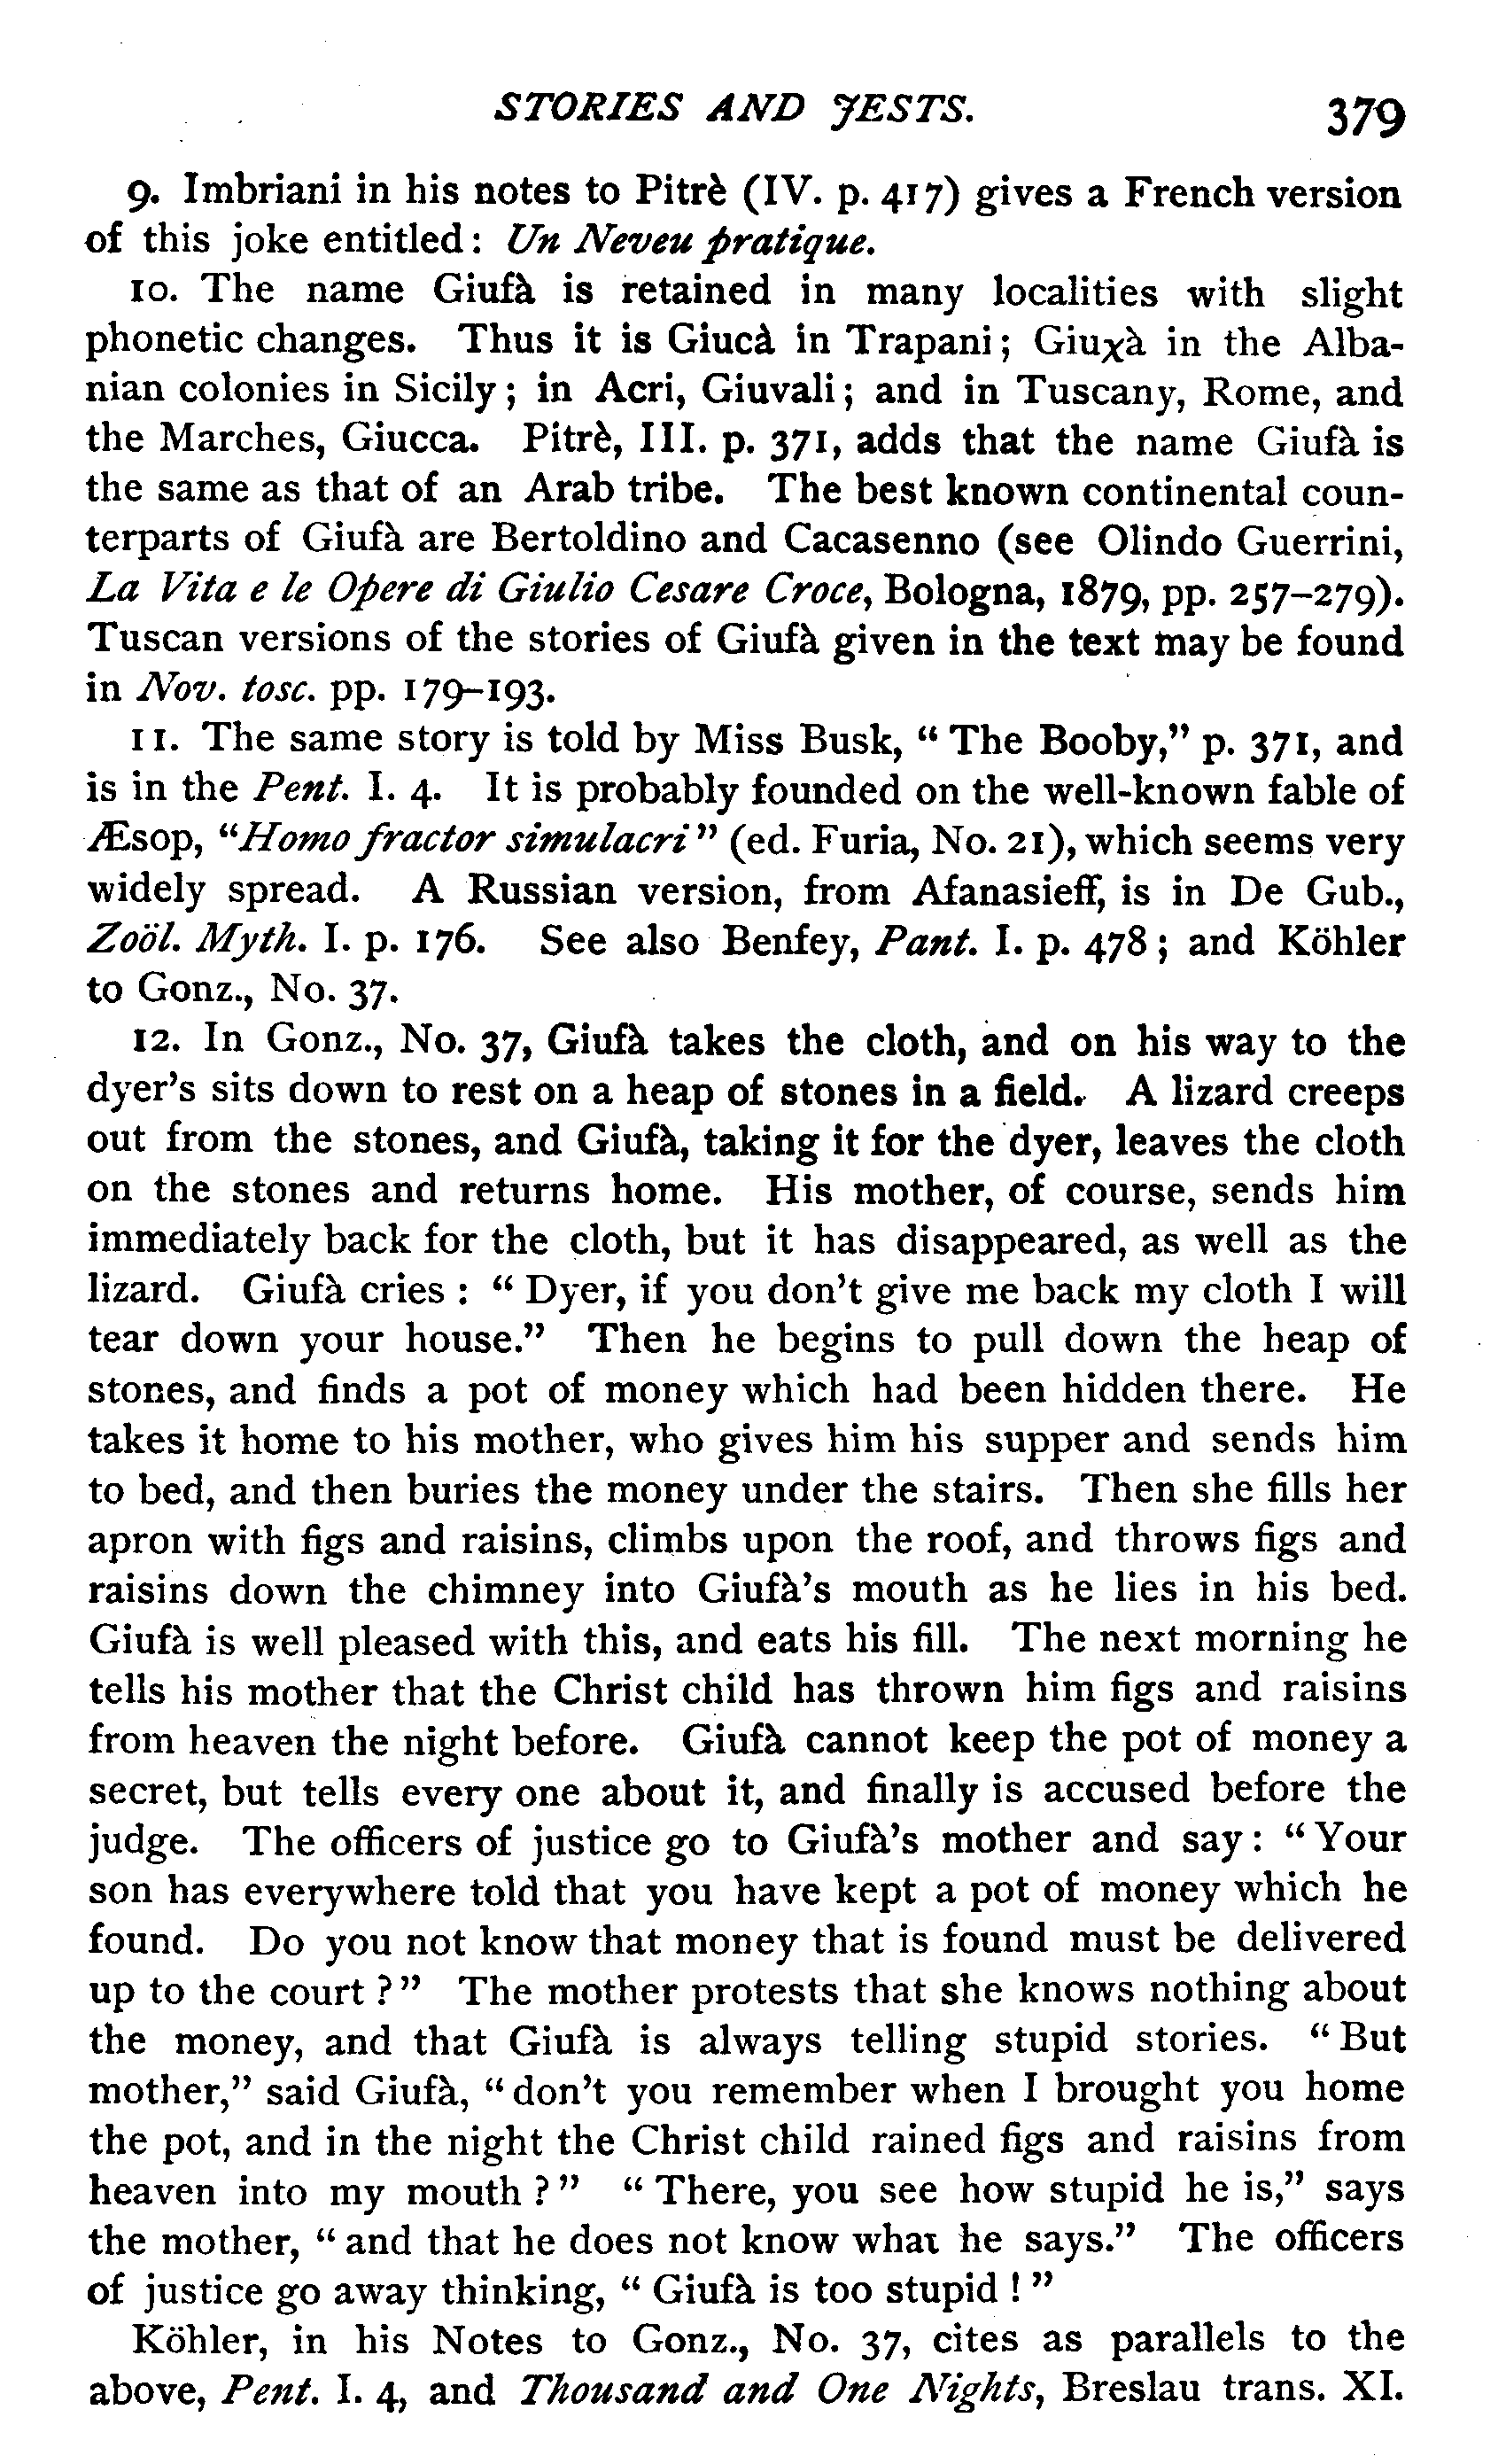 STORIES AND JESTS. 379
9. Imbriani in his notes to Pitrè (IV. p. 417) gives a French version
of this joke entitled: Un Neveu pratique.
10. The name Giufà is retained in many localities with slight
phonetic changes. Thus it is Giucà in Trapani; Giuχà in the Alba-
nian colonies in Sicily; in Acri, Giuvali; and in Tuscany, Rome, and
the Marches, Giucca. Pitrè, III. p. 371, adds that the name Giufà is
the same as that of an Arab tribe. The best known continental coun-
terparts of Giufà are Bertoldino and Cacasenno (see Olindo Guerrini,
La Vita e le Opere di Giulio Cesare Croce, Bologna, 1879, pp. 257–279).
Tuscan versions of the stories of Giufà given in the text may be found
in Nov. tosc. pp. 179–193.
11. The same story is told by Miss Busk, "The Booby," p. 371, and
is in the Pent. I. 4. It is probably founded on the well-known fable of
Æsop, "Homo fractor simulacri" (ed. Furia, No. 21), which seems very
widely spread. A Russian version, from Afanasieff, is in De Gub.,
Zoöl. Myth. I. p. 176. See also Benfey, Pant. I. p. 478; and Köhler
to Gonz., No. 37.
12. In Gonz., No. 37, Giufà takes the cloth, and on his way to the
dyer's sits down to rest on a heap of stones in a field. A lizard creeps
out from the stones, and Giufà, taking it for the dyer, leaves the cloth
on the stones and returns home. His mother, of course, sends him
immediately back for the cloth, but it has disappeared, as well as the
lizard. Giufà cries: "Dyer, if you don't give me back my cloth I will
tear down your house." Then he begins to pull down the heap of
stones, and finds a pot of money which had been hidden there. He
takes it home to his mother, who gives him his supper and sends him
to bed, and then buries the money under the stairs. Then she fills her
apron with figs and raisins, climbs upon the roof, and throws figs and
raisins down the chimney into Giufà's mouth as he lies in his bed.
Giufà is well pleased with this, and eats his fill. The next morning he
tells his mother that the Christ child has thrown him figs and raisins
from heaven the night before. Giufà cannot keep the pot of money a
secret, but tells every one about it, and finally is accused before the
judge. The officers of justice go to Giufà's mother and say: "Your
son has everywhere told that you have kept a pot of money which he
found. Do you not know that money that is found must be delivered
up to the court?" The mother protests that she knows nothing about
the money, and that Giufà is always telling stupid stories. "But
mother," said Giufà, "don't you remember when I brought you home
the pot, and in the night the Christ child rained figs and raisins from
heaven into my mouth?" "There, you see how stupid he is," says
the mother, "and that he does not know what he says." The officers
of justice go away thinking, "Giufà is too stupid!"
Köhler, in his Notes to Gonz., No. 37, cites as parallels to the
above, Pent. I. 4, and Thousand and One Nights, Breslau trans. XI.